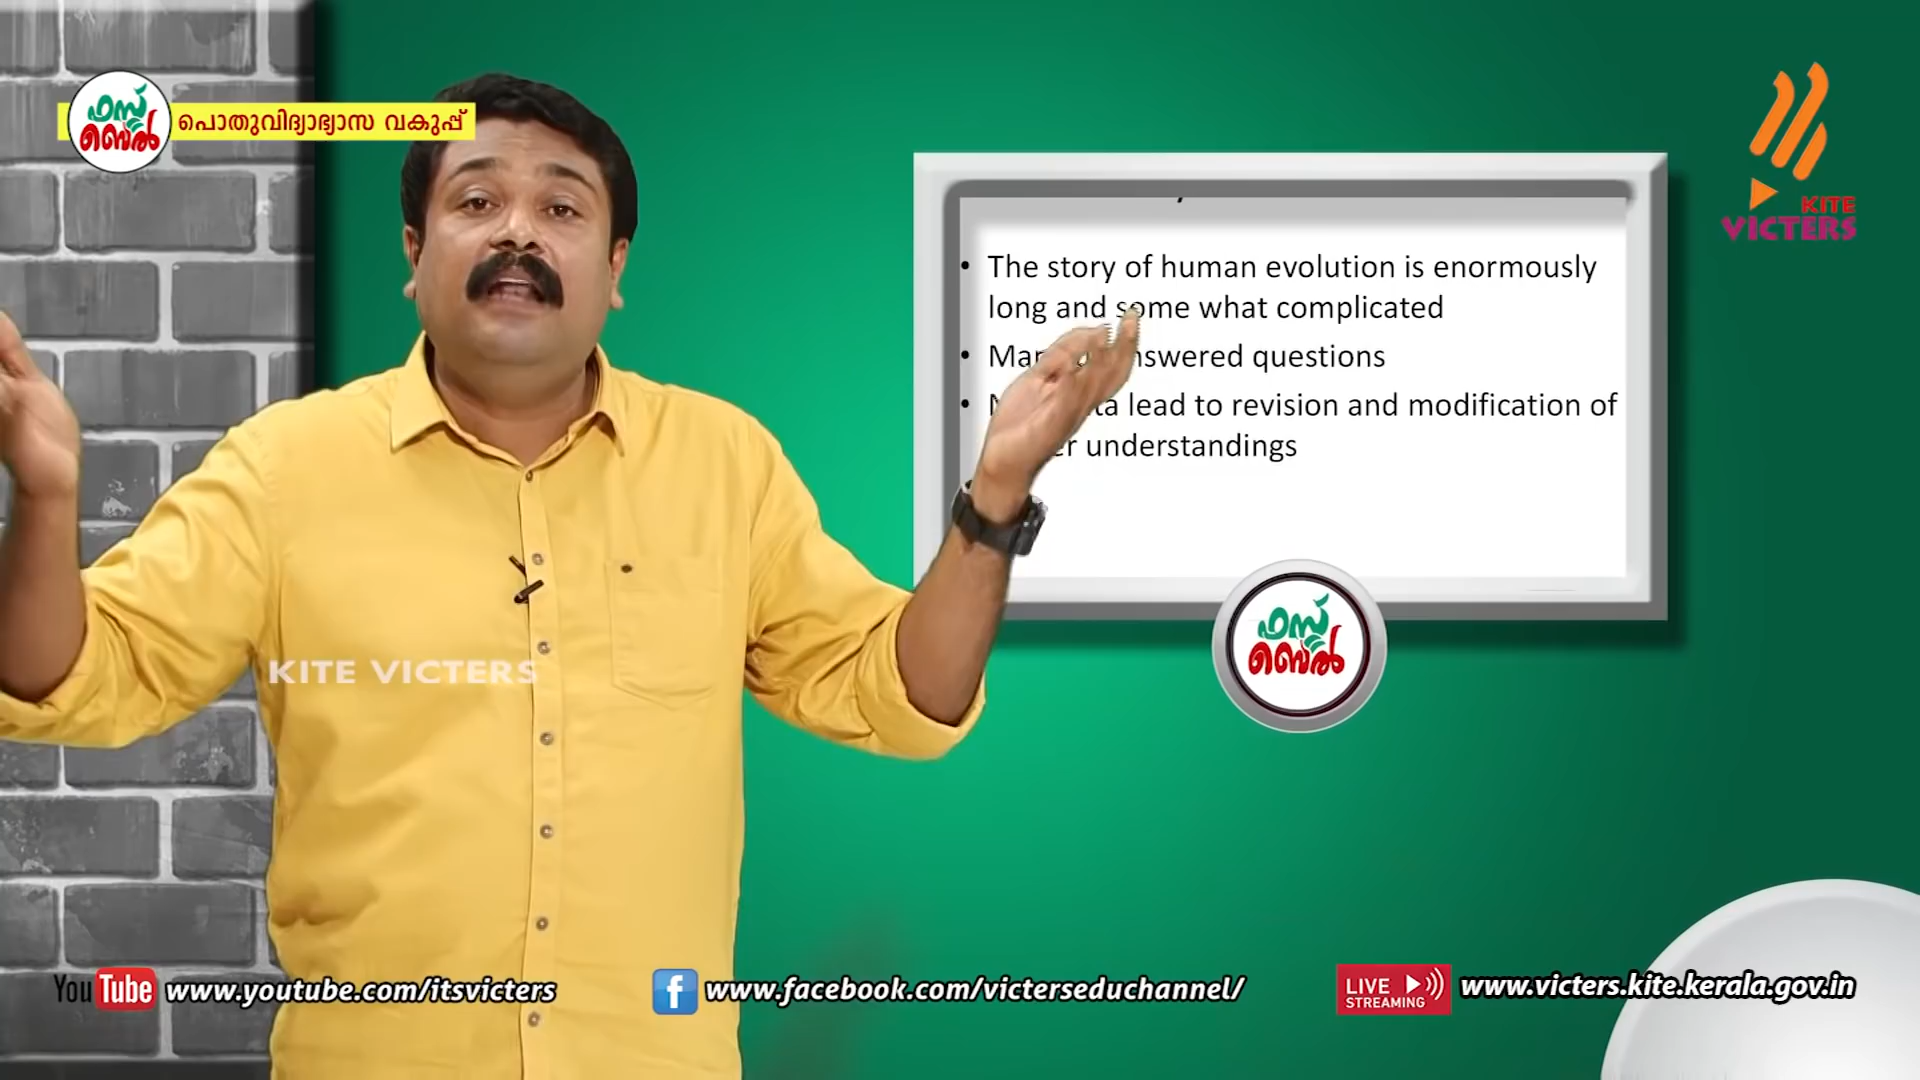 ഫസ്റ്റ്
ബെൽ
പൊതുവിദ്യാഭ്യാസ വകുപ്പ്
KITE
VICTERS
• The story of human evolution is enormously
long and some what complicated
• answered questions
• lead to revision and modification of
understandings
ഫസ്റ്റ്
ബെൽ
KITE VICTERS
YouTube www.youtube.com/itsvicters
f www.facebook.com/victerseduchannel/
LIVE
STREAMING
www.victers.kite.kerala.gov.in